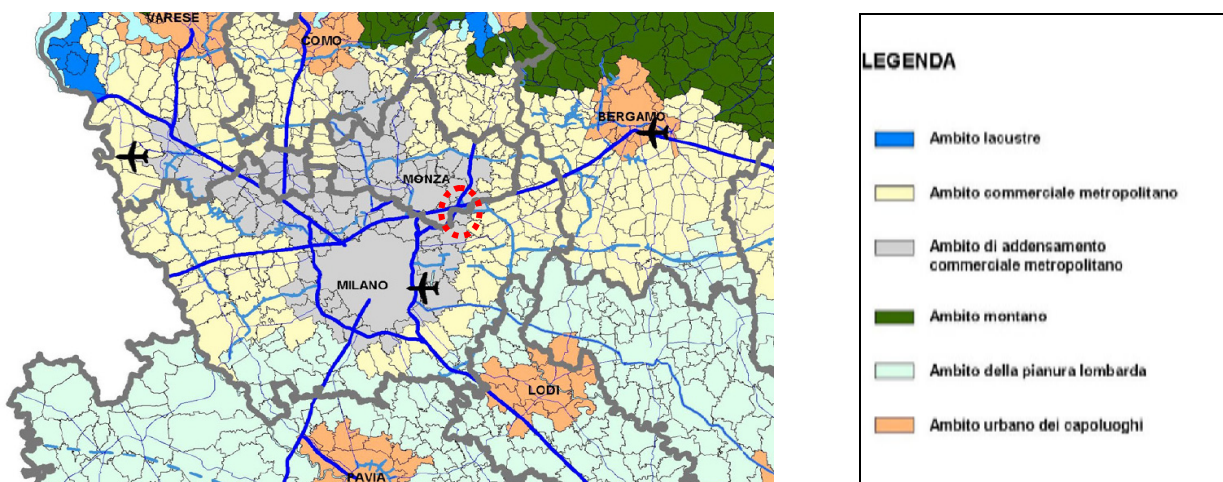 VARESE
COMO
BERGAMO
MONZA
MILANO
LODI
PAVIA
LEGENDA
Ambito lacustre
Ambito commerciale metropolitano
Ambito di addensamento
commerciale metropolitano
Ambito montano
Ambito della pianura lombarda
Ambito urbano dei capoluoghi